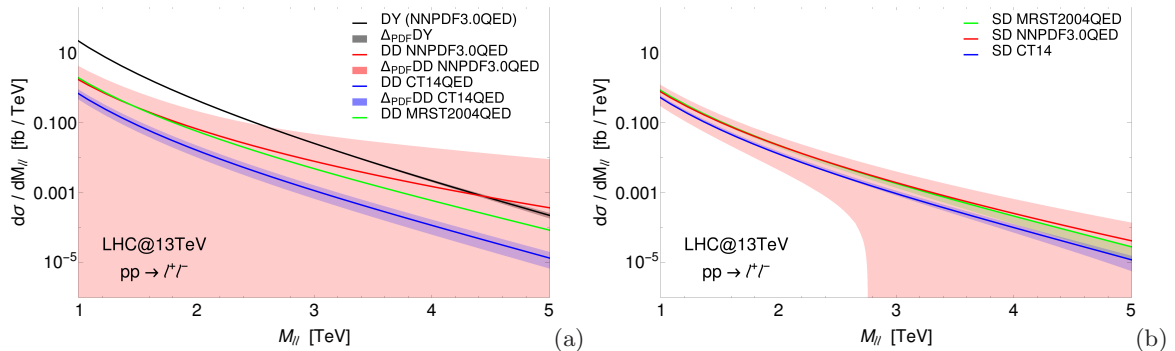 DY (NNPDF3.0QED)
Δ_PDF DY
DD NNPDF3.0QED
Δ_PDF DD NNPDF3.0QED
DD CT14QED
Δ_PDF DD CT14QED
DD MRST2004QED
10
0.100
0.001
10^-5
dσ / dM_ll [fb / TeV]
LHC@13TeV
pp → l^+ l^-
1 2 3 4 5
M_ll [TeV]
(a)
SD MRST2004QED
SD NNPDF3.0QED
SD CT14
10
0.100
0.001
10^-5
dσ / dM_ll [fb / TeV]
LHC@13TeV
pp → l^+ l^-
1 2 3 4 5
M_ll [TeV]
(b)